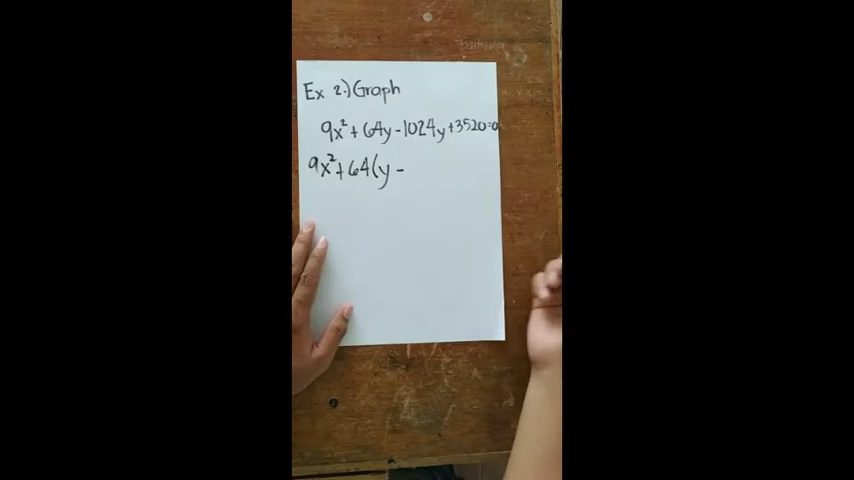 Ex 2.) Graph
9x² + 64y - 1024y + 3520 = 0
9x² + 64(y -